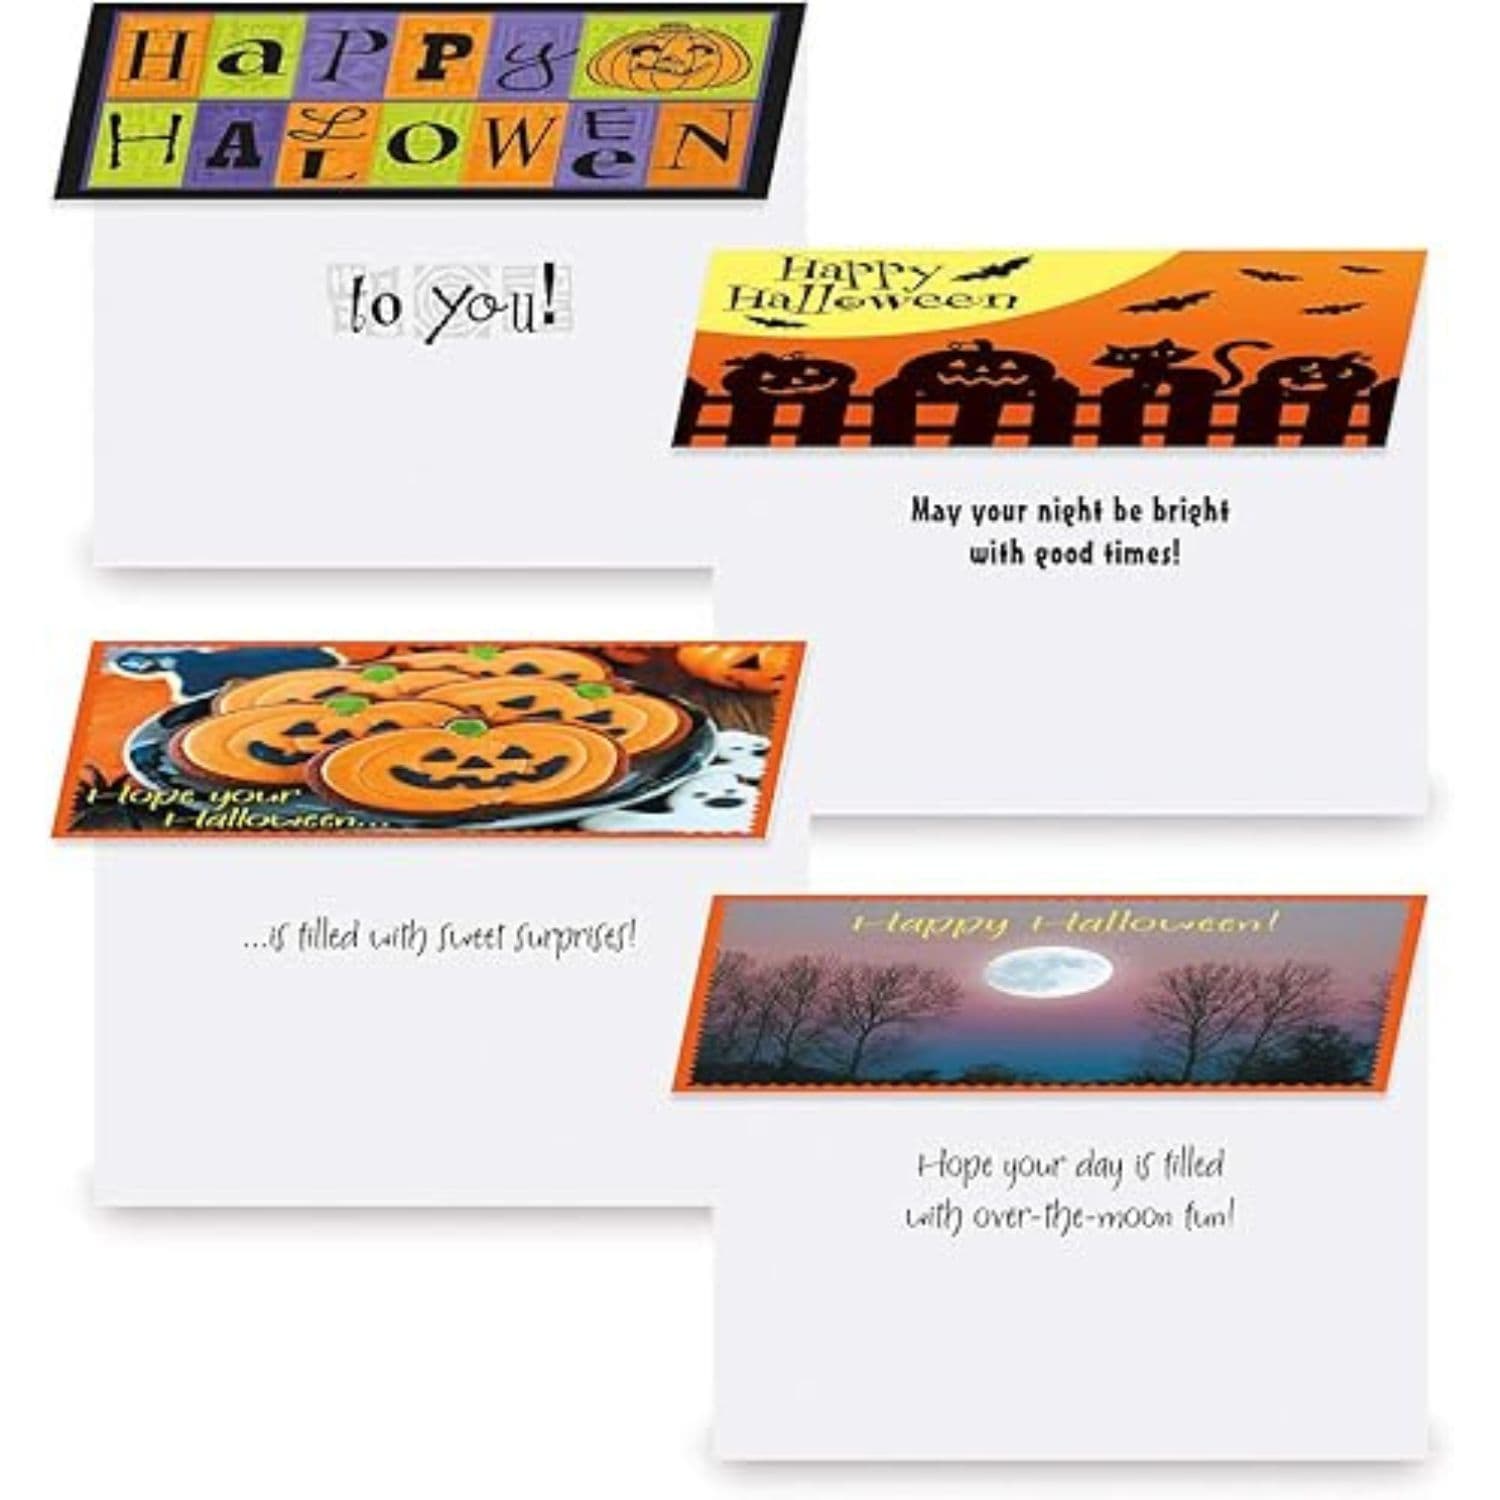 HaPPy
HALLOWEeN
to you!
Happy
Halloween
May your night be bright
with good times!
Hope your
Halloween...
...is filled with sweet surprises!
Happy Halloween!
Hope your day is filled
with over-the-moon fun!